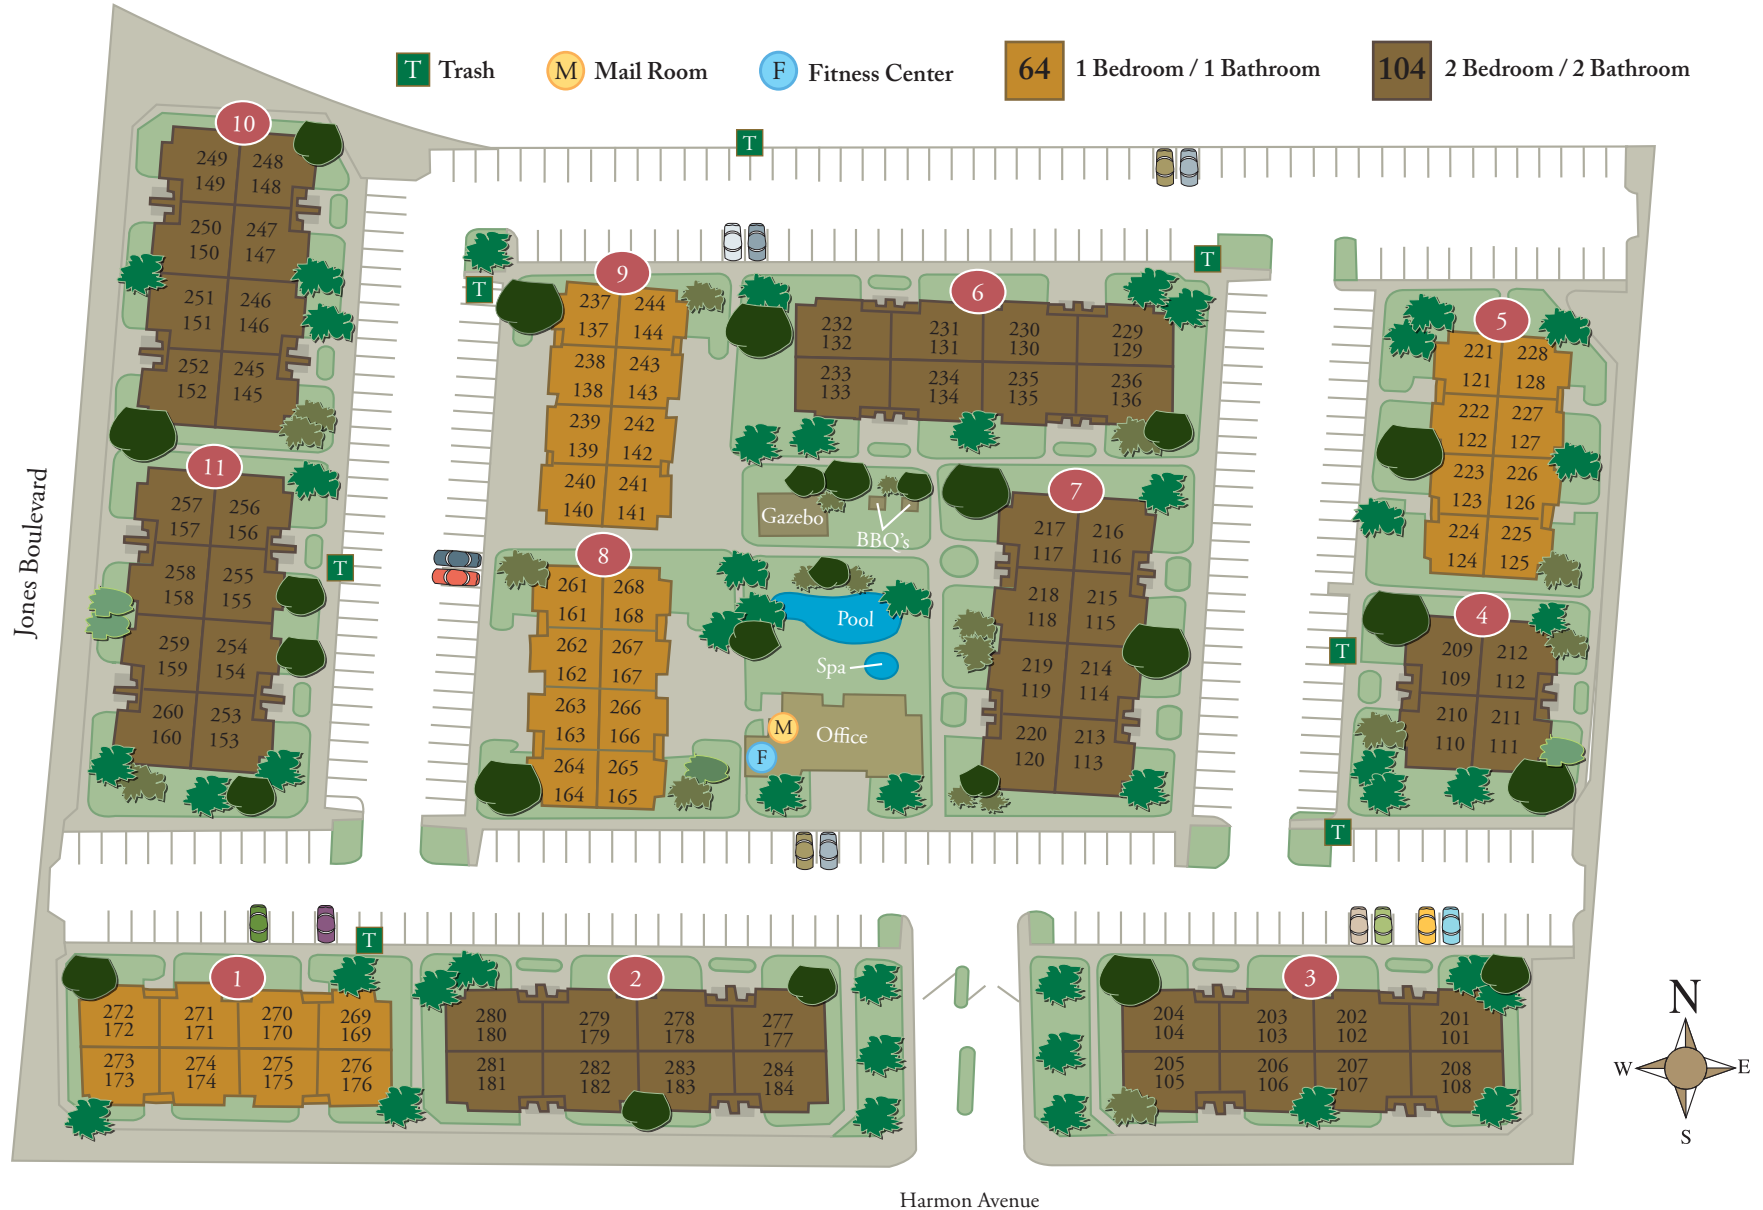 T Trash
M Mail Room
F Fitness Center
64 1 Bedroom / 1 Bathroom
104 2 Bedroom / 2 Bathroom
T
10
249 248
149 148
250 247
150 147
251 246
151 146
252 245
152 145
11
257 256
157 156
258 255
158 155
259 254
159 154
260 253
160 153
T
Jones Boulevard
T
9
237 244
137 144
238 243
138 143
239 242
139 142
240 241
140 141
8
261 268
161 168
262 267
162 167
263 266
163 166
264 265
164 165
T
6
232 231 230 229
132 131 130 129
233 234 235 236
133 134 135 136
Gazebo
BBQ's
Pool
Spa
M
Office
F
7
217 216
117 116
218 215
118 115
219 214
119 114
220 213
120 113
5
221 228
121 128
222 227
122 127
223 226
123 126
224 225
124 125
T
4
209 212
109 112
210 211
110 111
T
T
1
272 271 270 269
172 171 170 169
273 274 275 276
173 174 175 176
2
280 279 278 277
180 179 178 177
281 282 283 284
181 182 183 184
3
204 203 202 201
104 103 102 101
205 206 207 208
105 106 107 108
N
W E
S
Harmon Avenue